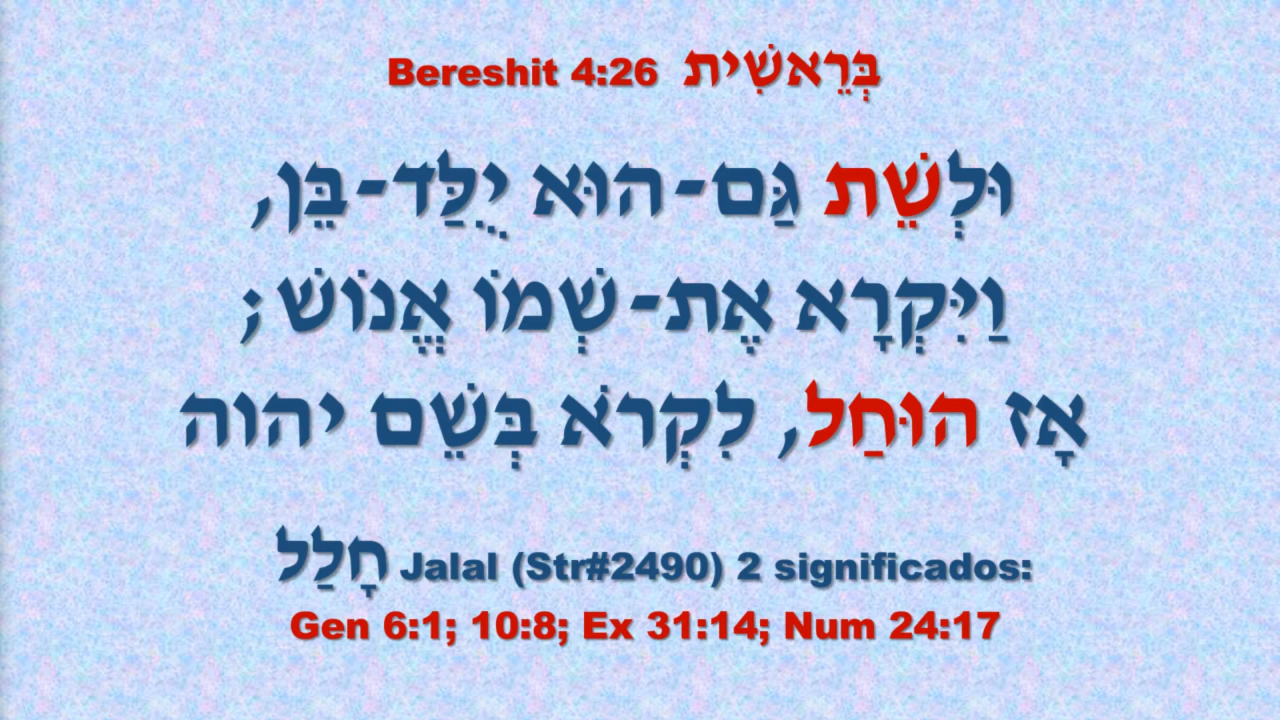 Bereshit 4:26 בְּרֵאשִׁית
וּלְשֵׁת גַּם-הוּא יֻלַּד-בֵּן,
וַיִּקְרָא אֶת-שְׁמוֹ אֱנוֹשׁ;
אָז הוּחַל, לִקְרֹא בְּשֵׁם יהוה
חָלַל Jalal (Str#2490) 2 significados:
Gen 6:1; 10:8; Ex 31:14; Num 24:17